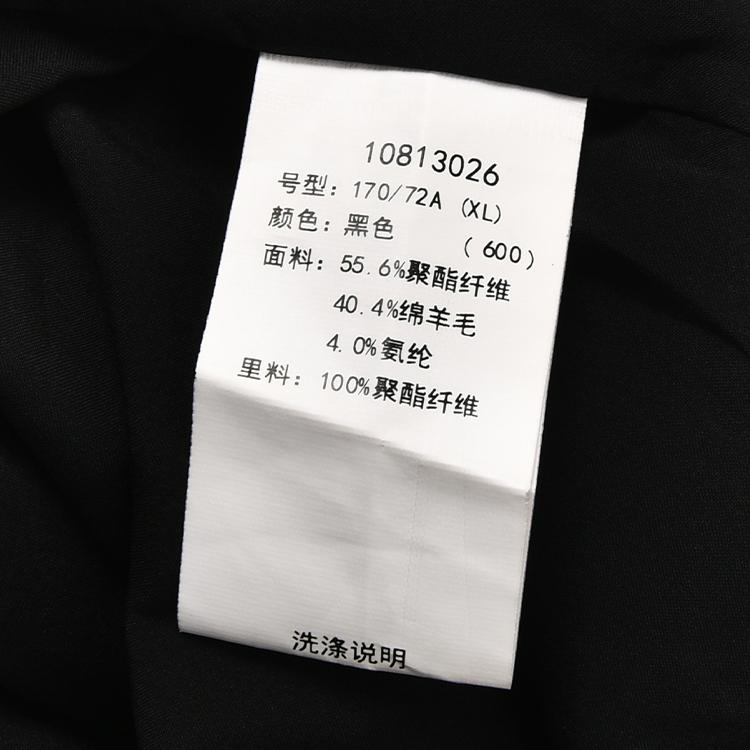 10813026
号型：170/72A（XL）
颜色：黑色 （600）
面料：55.6%聚酯纤维
40.4%绵羊毛
4.0%氨纶
里料：100%聚酯纤维
洗涤说明